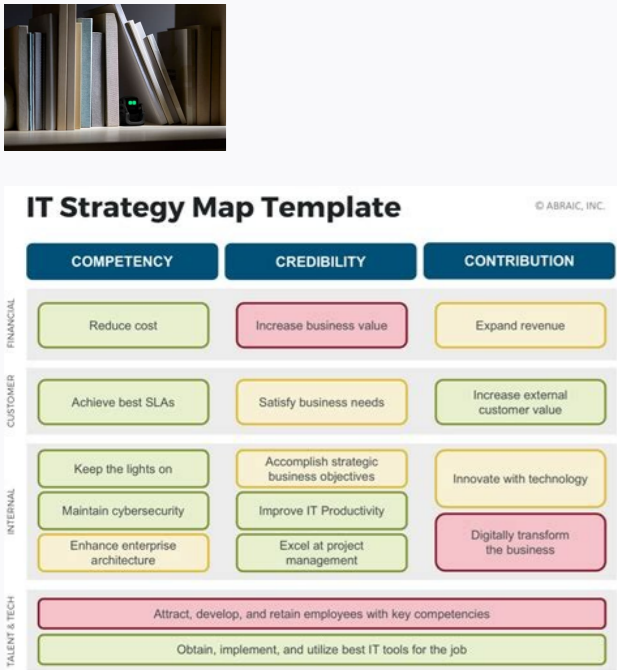 IT Strategy Map Template
© ABRAIC, INC.
COMPETENCY
CREDIBILITY
CONTRIBUTION
FINANCIAL
Reduce cost
Increase business value
Expand revenue
CUSTOMER
Achieve best SLAs
Satisfy business needs
Increase external
customer value
INTERNAL
Keep the lights on
Maintain cybersecurity
Enhance enterprise
architecture
Accomplish strategic
business objectives
Improve IT Productivity
Excel at project
management
Innovate with technology
Digitally transform
the business
TALENT & TECH
Attract, develop, and retain employees with key competencies
Obtain, implement, and utilize best IT tools for the job